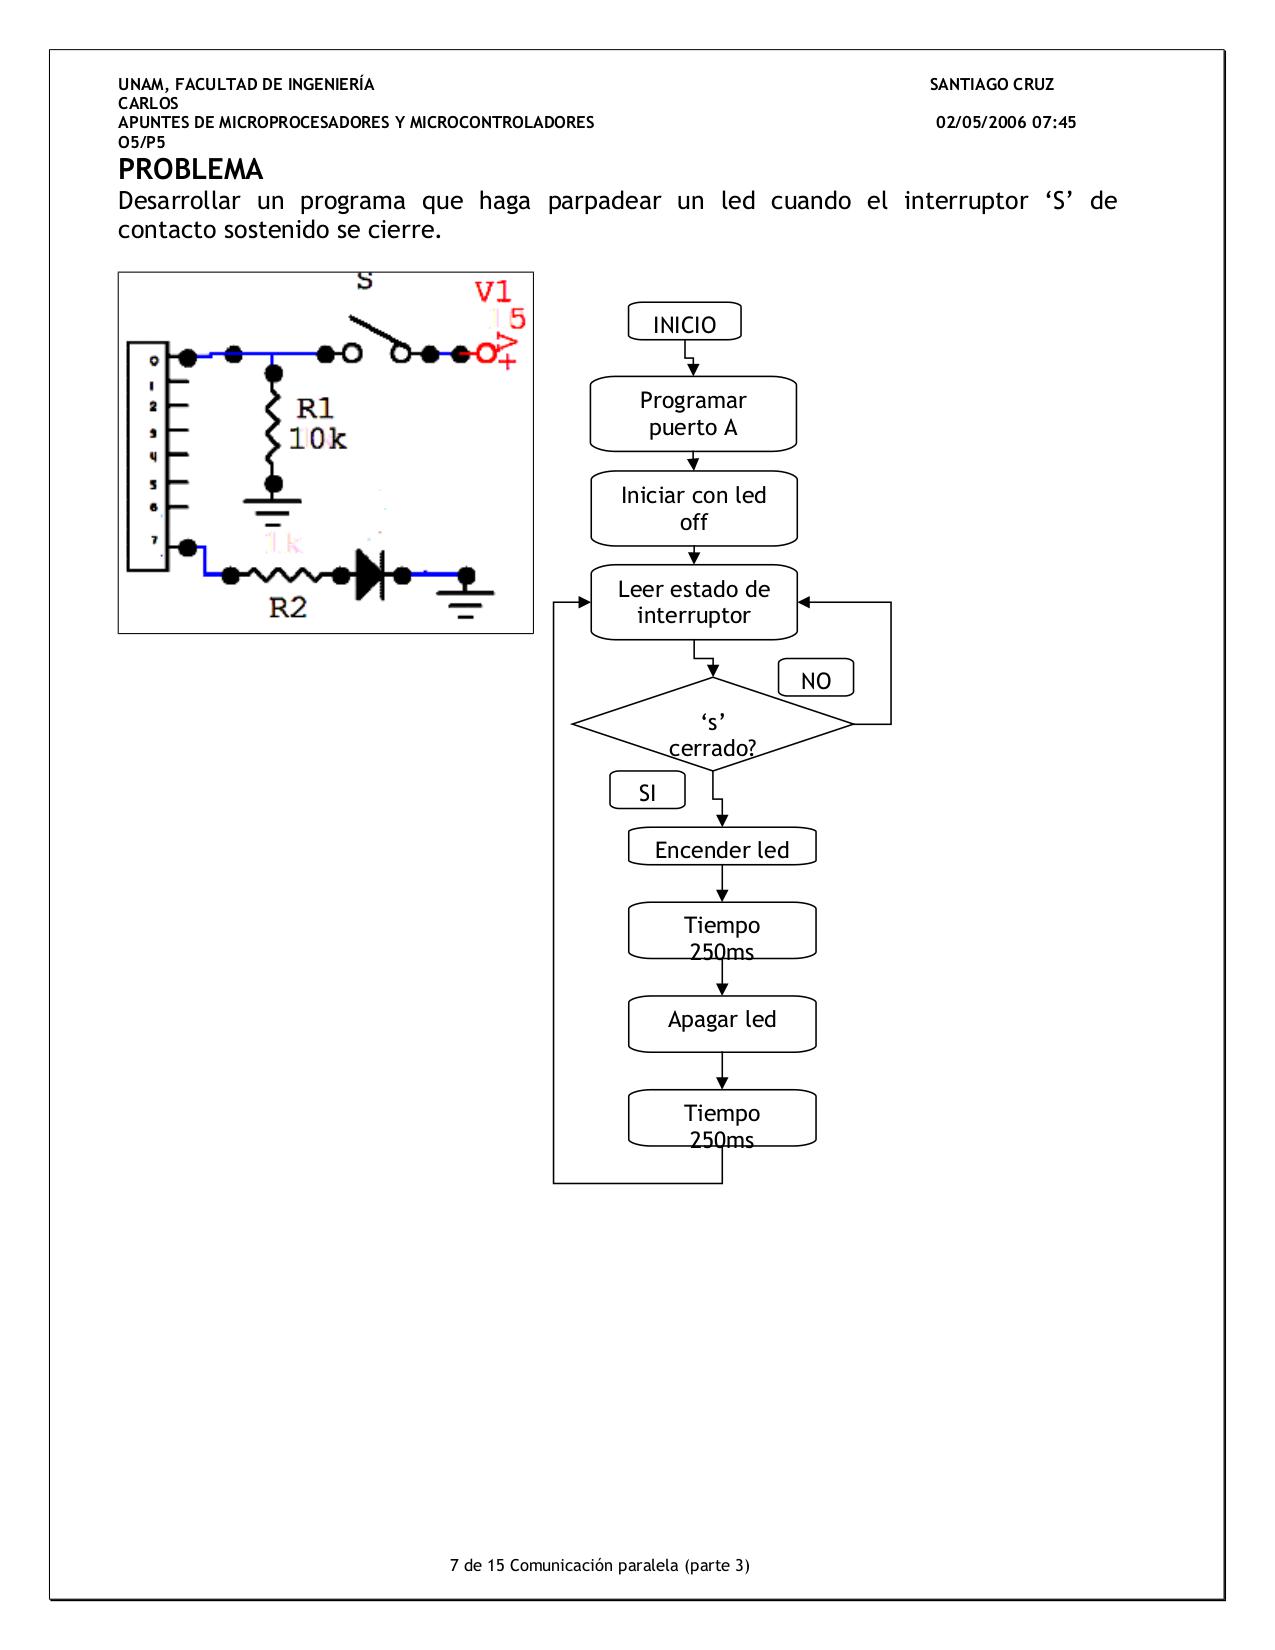 UNAM, FACULTAD DE INGENIERÍA SANTIAGO CRUZ
CARLOS
APUNTES DE MICROPROCESADORES Y MICROCONTROLADORES 02/05/2006 07:45
O5/P5
PROBLEMA
Desarrollar un programa que haga parpadear un led cuando el interruptor ‘S’ de
contacto sostenido se cierre.
S
V1
15
+V
0
1
2
3
4
5
6
7
R1
10k
1k
R2
INICIO
Programar
puerto A
Iniciar con led
off
Leer estado de
interruptor
NO
‘s’
cerrado?
SI
Encender led
Tiempo
250ms
Apagar led
Tiempo
250ms
7 de 15 Comunicación paralela (parte 3)